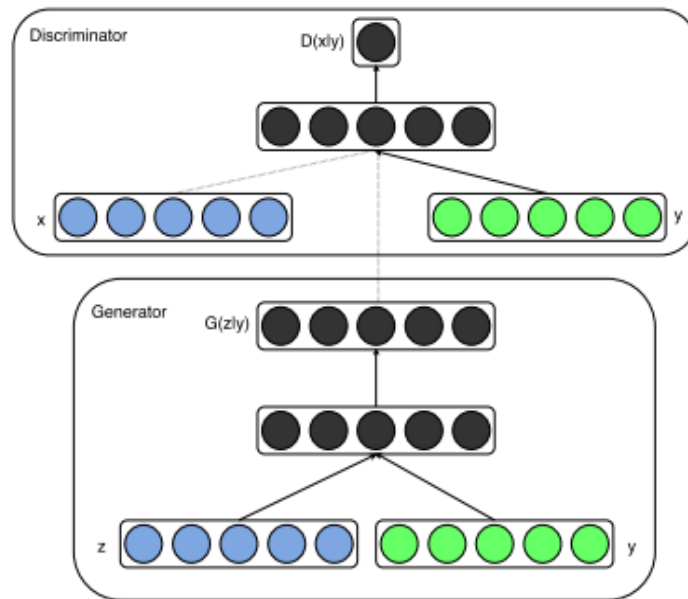 Discriminator
D(x|y)
x
y
Generator
G(z|y)
z
y